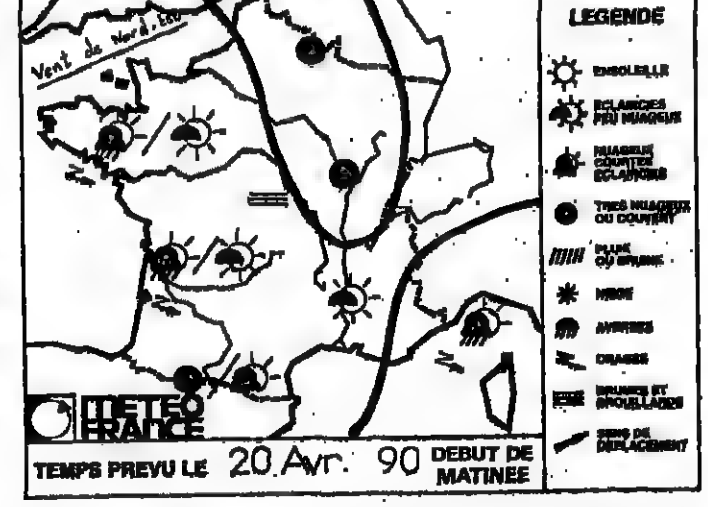 Vent de Nord, Est
LEGENDE
ENSOLEILLE
ECLAIRCIES
PEU NUAGEUX
NUAGEUX
COURTES
ECLAIRCIES
TRES NUAGEUX
OU COUVERT
PLUIE
OU BRUINE
NEIGE
AVERSES
ORAGES
BRUMES ET
BROUILLARDS
SENS DE
DEPLACEMENT
METEO
FRANCE
TEMPS PREVU LE 20 Avr. 90 DEBUT DE
MATINEE